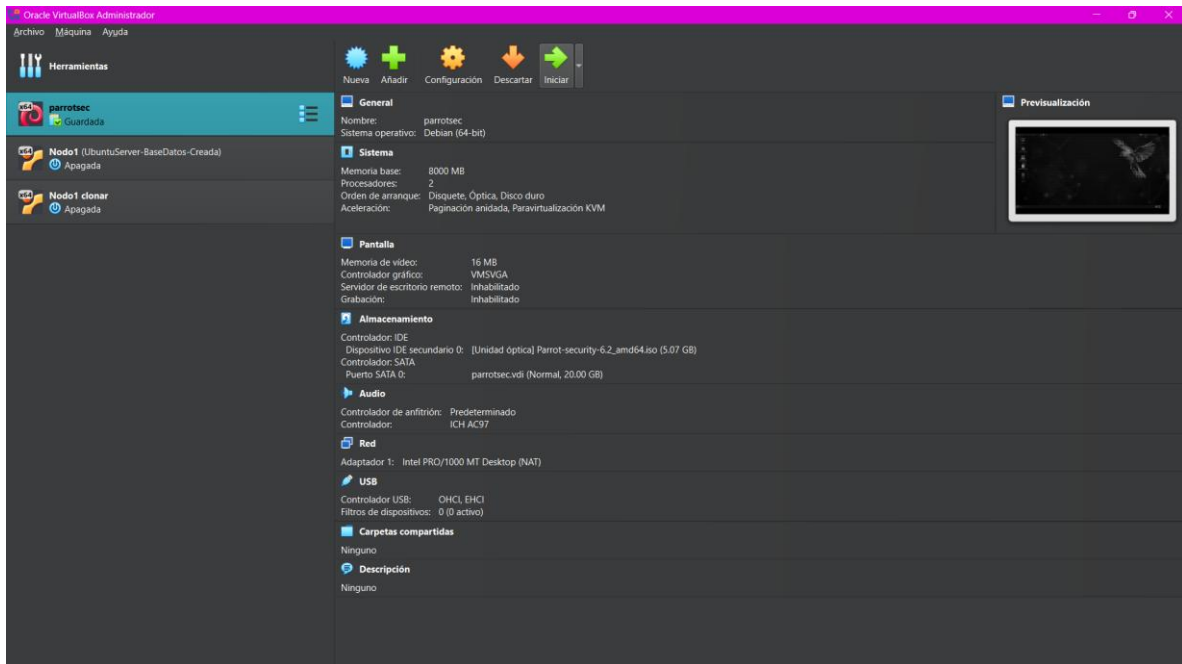 Oracle VirtualBox Administrador
Archivo Máquina Ayuda
Herramientas
Nueva Añadir Configuración Descartar Iniciar
x64 parrotsec
Guardada
x64 Nodo1 (UbuntuServer-BaseDatos-Creada)
Apagada
x64 Nodo1 clonar
Apagada
General
Nombre: parrotsec
Sistema operativo: Debian (64-bit)
Sistema
Memoria base: 8000 MB
Procesadores: 2
Orden de arranque: Disquete, Óptica, Disco duro
Aceleración: Paginación anidada, Paravirtualización KVM
Pantalla
Memoria de vídeo: 16 MB
Controlador gráfico: VMSVGA
Servidor de escritorio remoto: Inhabilitado
Grabación: Inhabilitado
Almacenamiento
Controlador: IDE
Dispositivo IDE secundario 0: [Unidad óptica] Parrot-security-6.2_amd64.iso (5.07 GB)
Controlador: SATA
Puerto SATA 0: parrotsec.vdi (Normal, 20.00 GB)
Audio
Controlador de anfitrión: Predeterminado
Controlador: ICH AC97
Red
Adaptador 1: Intel PRO/1000 MT Desktop (NAT)
USB
Controlador USB: OHCI, EHCI
Filtros de dispositivos: 0 (0 activo)
Carpetas compartidas
Ninguno
Descripción
Ninguno
Previsualización